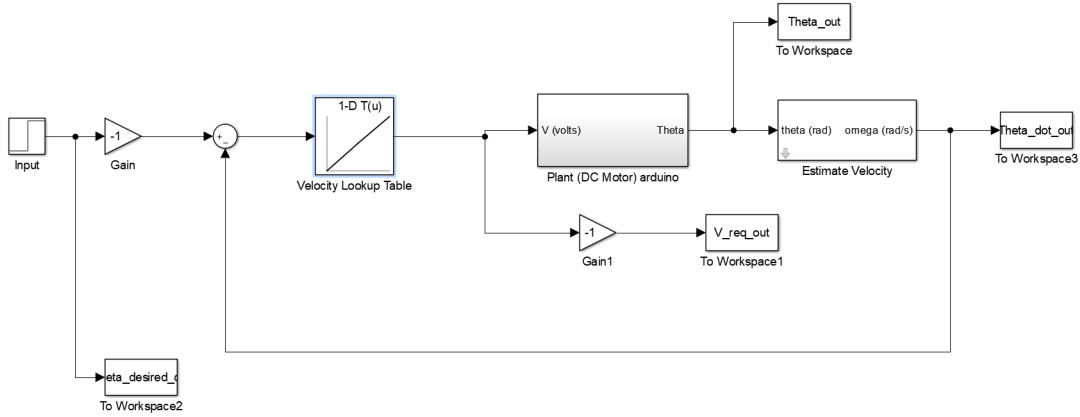 Theta_out
To Workspace
1-D T(u)
-1
+
−
V (volts)
Theta
theta (rad)
omega (rad/s)
Theta_dot_out
Input
Gain
Velocity Lookup Table
Plant (DC Motor) arduino
Estimate Velocity
To Workspace3
-1
V_req_out
Gain1
To Workspace1
eta_desired_
To Workspace2